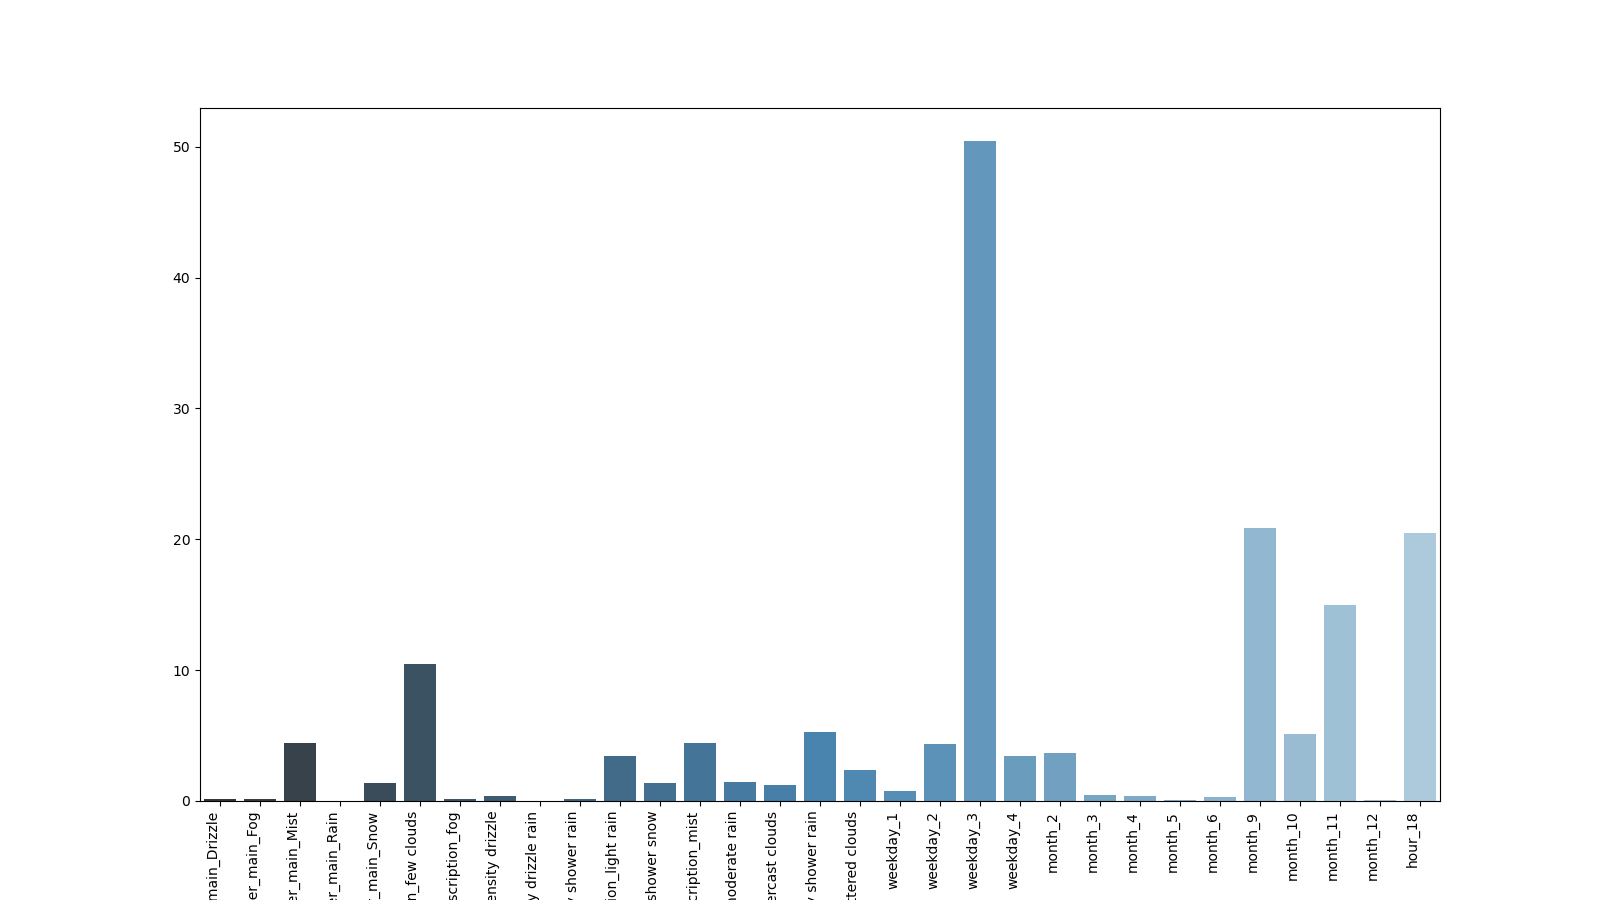 50
40
30
20
10
0
main_Drizzle
er_main_Fog
er_main_Mist
er_main_Rain
_main_Snow
n_few clouds
scription_fog
ensity drizzle
y drizzle rain
shower rain
ion_light rain
shower snow
cription_mist
moderate rain
ercast clouds
y shower rain
ttered clouds
weekday_1
weekday_2
weekday_3
weekday_4
month_2
month_3
month_4
month_5
month_6
month_9
month_10
month_11
month_12
hour_18